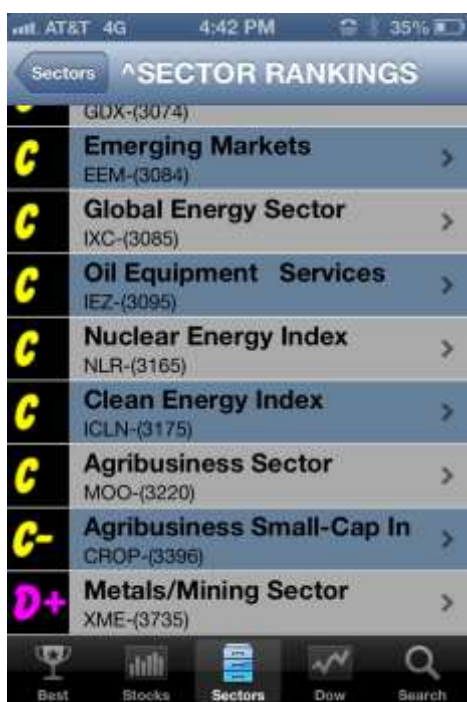 AT&T 4G 4:42 PM 35%
Sectors ^SECTOR RANKINGS
GDX-(3074)
C Emerging Markets
EEM-(3084)
C Global Energy Sector
IXC-(3085)
C Oil Equipment Services
IEZ-(3095)
C Nuclear Energy Index
NLR-(3165)
C Clean Energy Index
ICLN-(3175)
C Agribusiness Sector
MOO-(3220)
C- Agribusiness Small-Cap In
CROP-(3396)
D+ Metals/Mining Sector
XME-(3735)
Best Stocks Sectors Dow Search